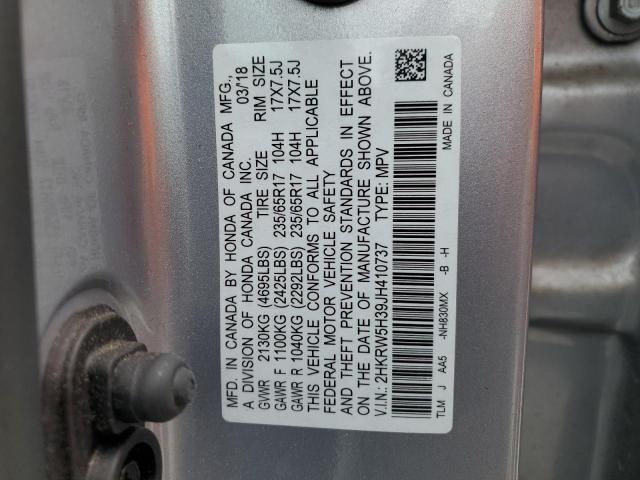 MFD. IN CANADA BY HONDA OF CANADA MFG.,
A DIVISION OF HONDA CANADA INC. 03/18
GVWR 2130KG (4695LBS) TIRE SIZE RIM SIZE
GAWR F 1100KG (2425LBS) 235/65R17 104H 17X7.5J
GAWR R 1040KG (2292LBS) 235/65R17 104H 17X7.5J
THIS VEHICLE CONFORMS TO ALL APPLICABLE
FEDERAL MOTOR VEHICLE SAFETY
AND THEFT PREVENTION STANDARDS IN EFFECT
ON THE DATE OF MANUFACTURE SHOWN ABOVE.
V.I.N.: 2HKRW5H39JH410737 TYPE: MPV
TLM J AA5 -NH830MX -B -H MADE IN CANADA